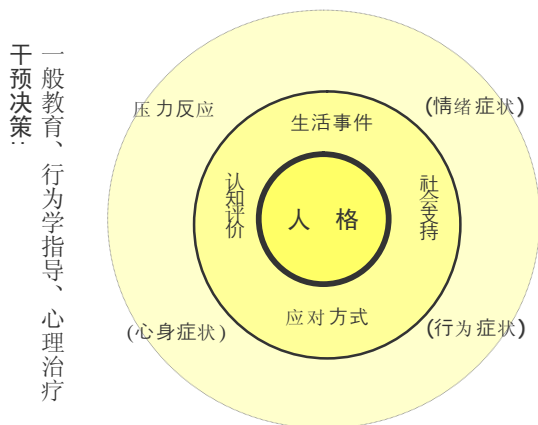 干预决策：
一般教育、行为学指导、心理治疗
压力反应
(情绪症状)
生活事件
认知评价
社会支持
人 格
应对方式
(心身症状)
(行为症状)